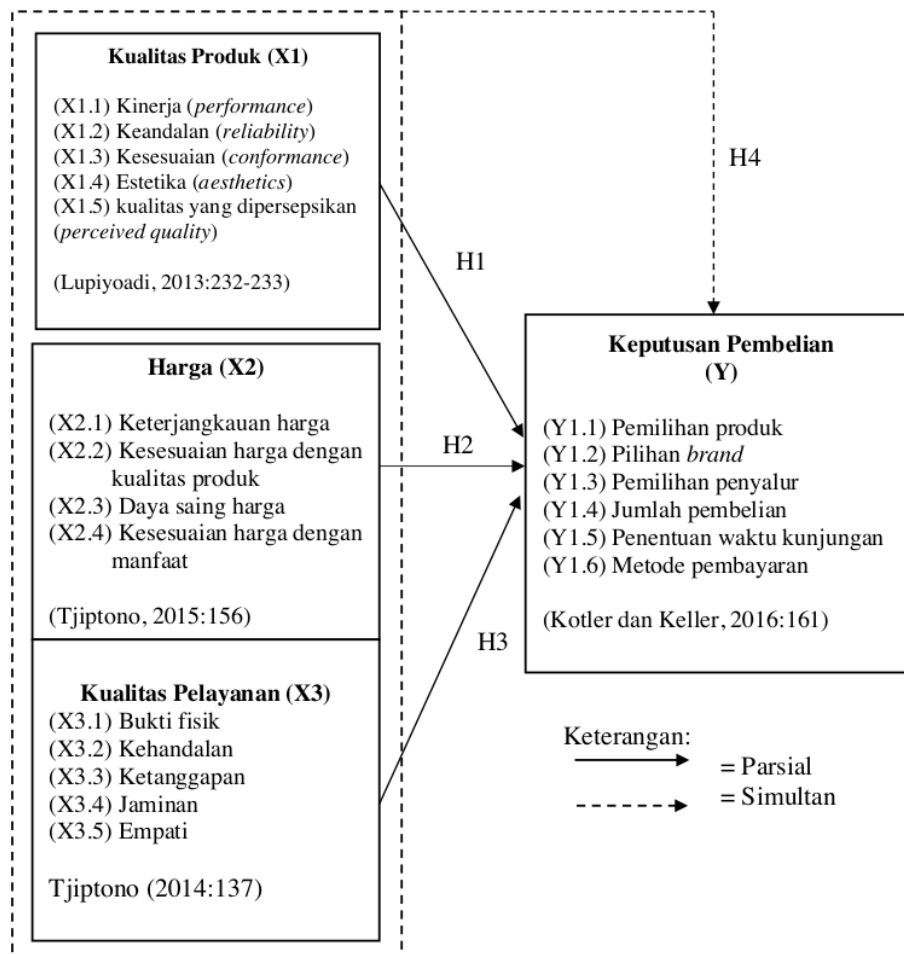 Kualitas Produk (X1)
(X1.1) Kinerja (performance)
(X1.2) Keandalan (reliability)
(X1.3) Kesesuaian (conformance)
(X1.4) Estetika (aesthetics)
(X1.5) kualitas yang dipersepsikan
(perceived quality)
(Lupiyoadi, 2013:232-233)
Harga (X2)
(X2.1) Keterjangkauan harga
(X2.2) Kesesuaian harga dengan
kualitas produk
(X2.3) Daya saing harga
(X2.4) Kesesuaian harga dengan
manfaat
(Tjiptono, 2015:156)
Kualitas Pelayanan (X3)
(X3.1) Bukti fisik
(X3.2) Kehandalan
(X3.3) Ketanggapan
(X3.4) Jaminan
(X3.5) Empati
Tjiptono (2014:137)
H1
H2
H3
H4
Keputusan Pembelian
(Y)
(Y1.1) Pemilihan produk
(Y1.2) Pilihan brand
(Y1.3) Pemilihan penyalur
(Y1.4) Jumlah pembelian
(Y1.5) Penentuan waktu kunjungan
(Y1.6) Metode pembayaran
(Kotler dan Keller, 2016:161)
Keterangan:
= Parsial
= Simultan